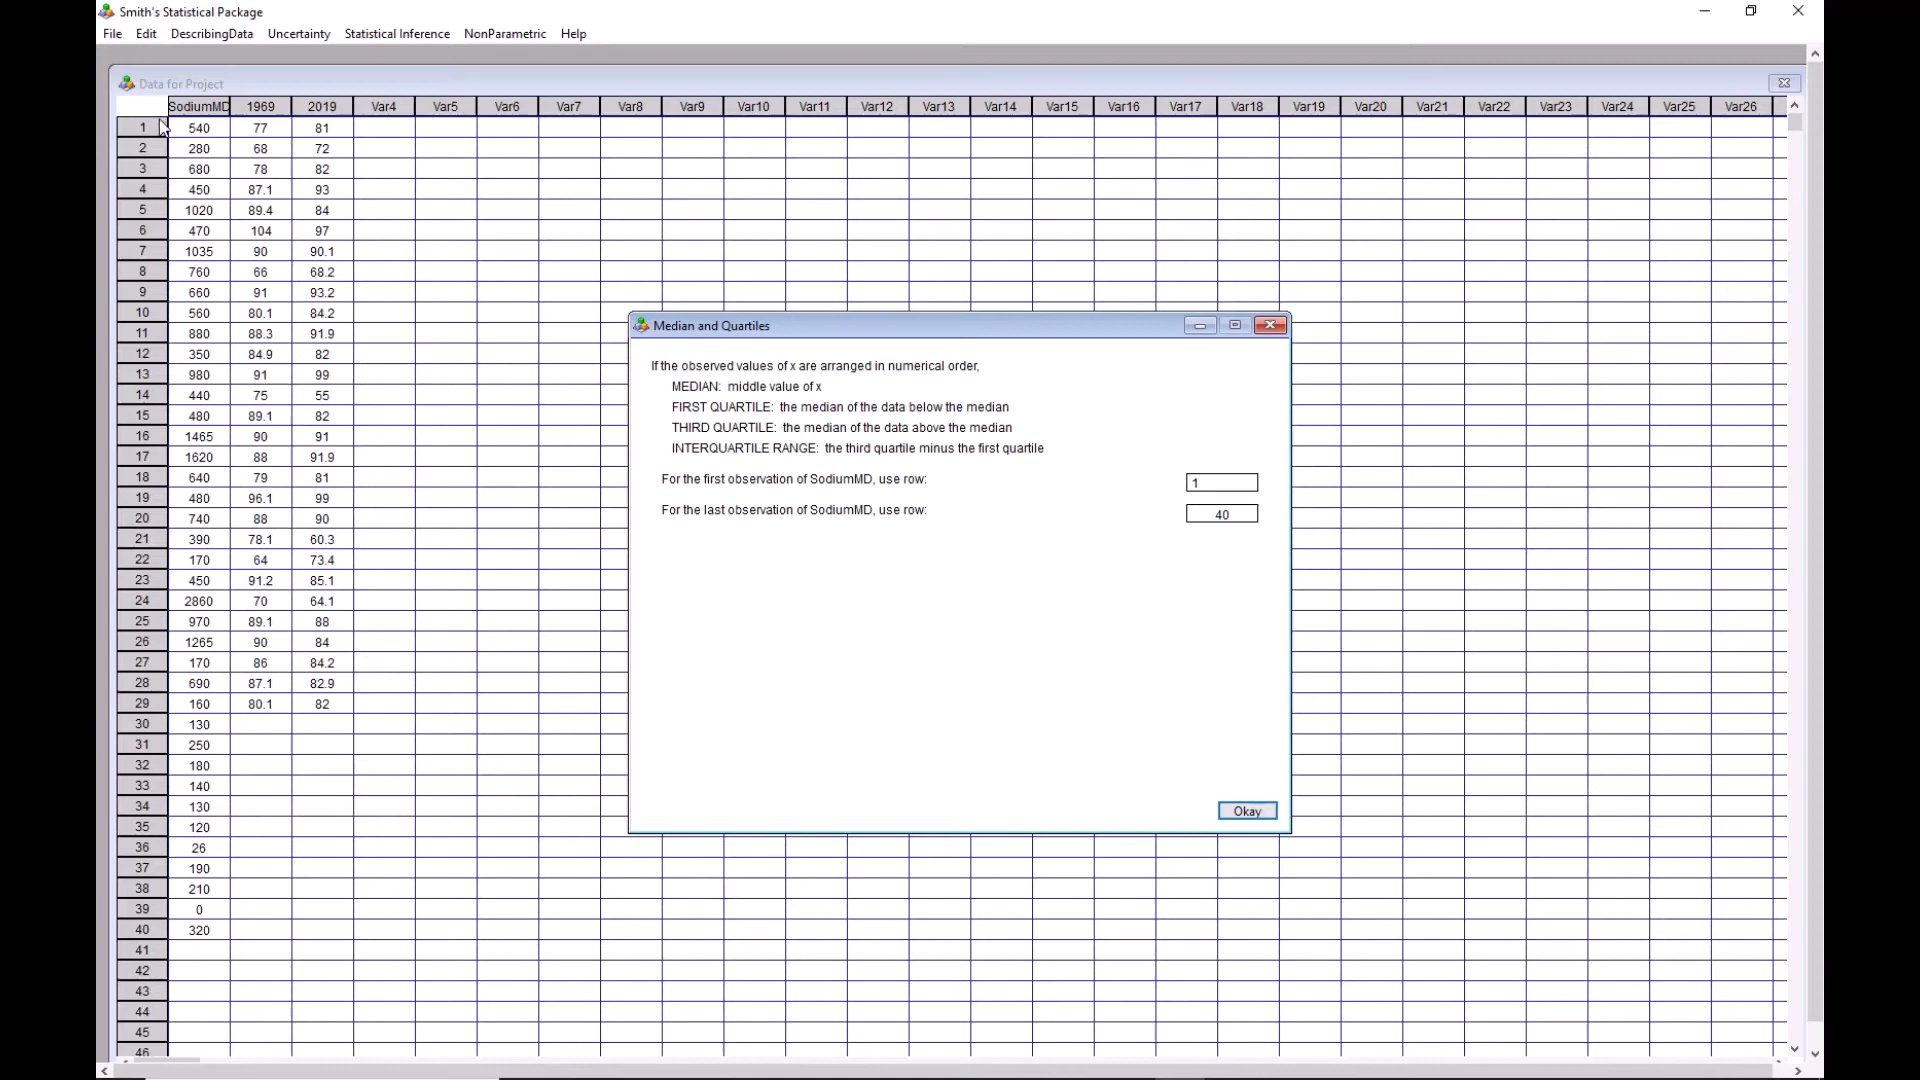 Smith's Statistical Package
File Edit DescribingData Uncertainty Statistical Inference NonParametric Help
Data for Project
SodiumMD 1969 2019 Var4 Var5 Var6 Var7 Var8 Var9 Var10 Var11 Var12 Var13 Var14 Var15 Var16 Var17 Var18 Var19 Var20 Var21 Var22 Var23 Var24 Var25 Var26
1 540 77 81
2 280 68 72
3 680 78 82
4 450 87.1 93
5 1020 89.4 84
6 470 104 97
7 1035 90 90.1
8 760 66 68.2
9 660 91 93.2
10 560 80.1 84.2
11 880 88.3 91.9
12 350 84.9 82
13 980 91 99
14 440 75 55
15 480 89.1 82
16 1465 90 91
17 1620 88 91.9
18 640 79 81
19 480 96.1 99
20 740 88 90
21 390 78.1 60.3
22 170 64 73.4
23 450 91.2 85.1
24 2860 70 64.1
25 970 89.1 88
26 1265 90 84
27 170 86 84.2
28 690 87.1 82.9
29 160 80.1 82
30 130
31 250
32 180
33 140
34 130
35 120
36 26
37 190
38 210
39 0
40 320
41
42
43
44
45
46
Median and Quartiles
If the observed values of x are arranged in numerical order,
MEDIAN: middle value of x
FIRST QUARTILE: the median of the data below the median
THIRD QUARTILE: the median of the data above the median
INTERQUARTILE RANGE: the third quartile minus the first quartile
For the first observation of SodiumMD, use row: 1
For the last observation of SodiumMD, use row: 40
Okay